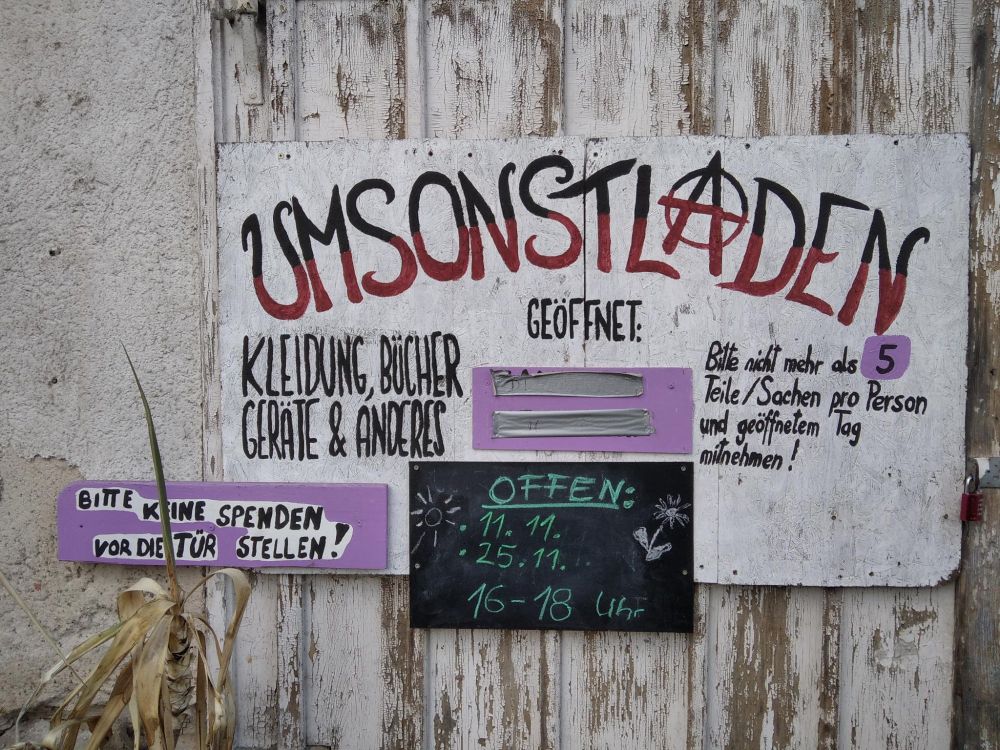 UMSONSTLADEN
GEÖFFNET:
KLEIDUNG, BÜCHER
GERÄTE & ANDERES
Bitte nicht mehr als 5
Teile/Sachen pro Person
und geöffnetem Tag
mitnehmen!
BITTE KEINE SPENDEN
VOR DIE TÜR STELLEN!
OFFEN:
• 11. 11.
• 25. 11.
16-18 Uhr